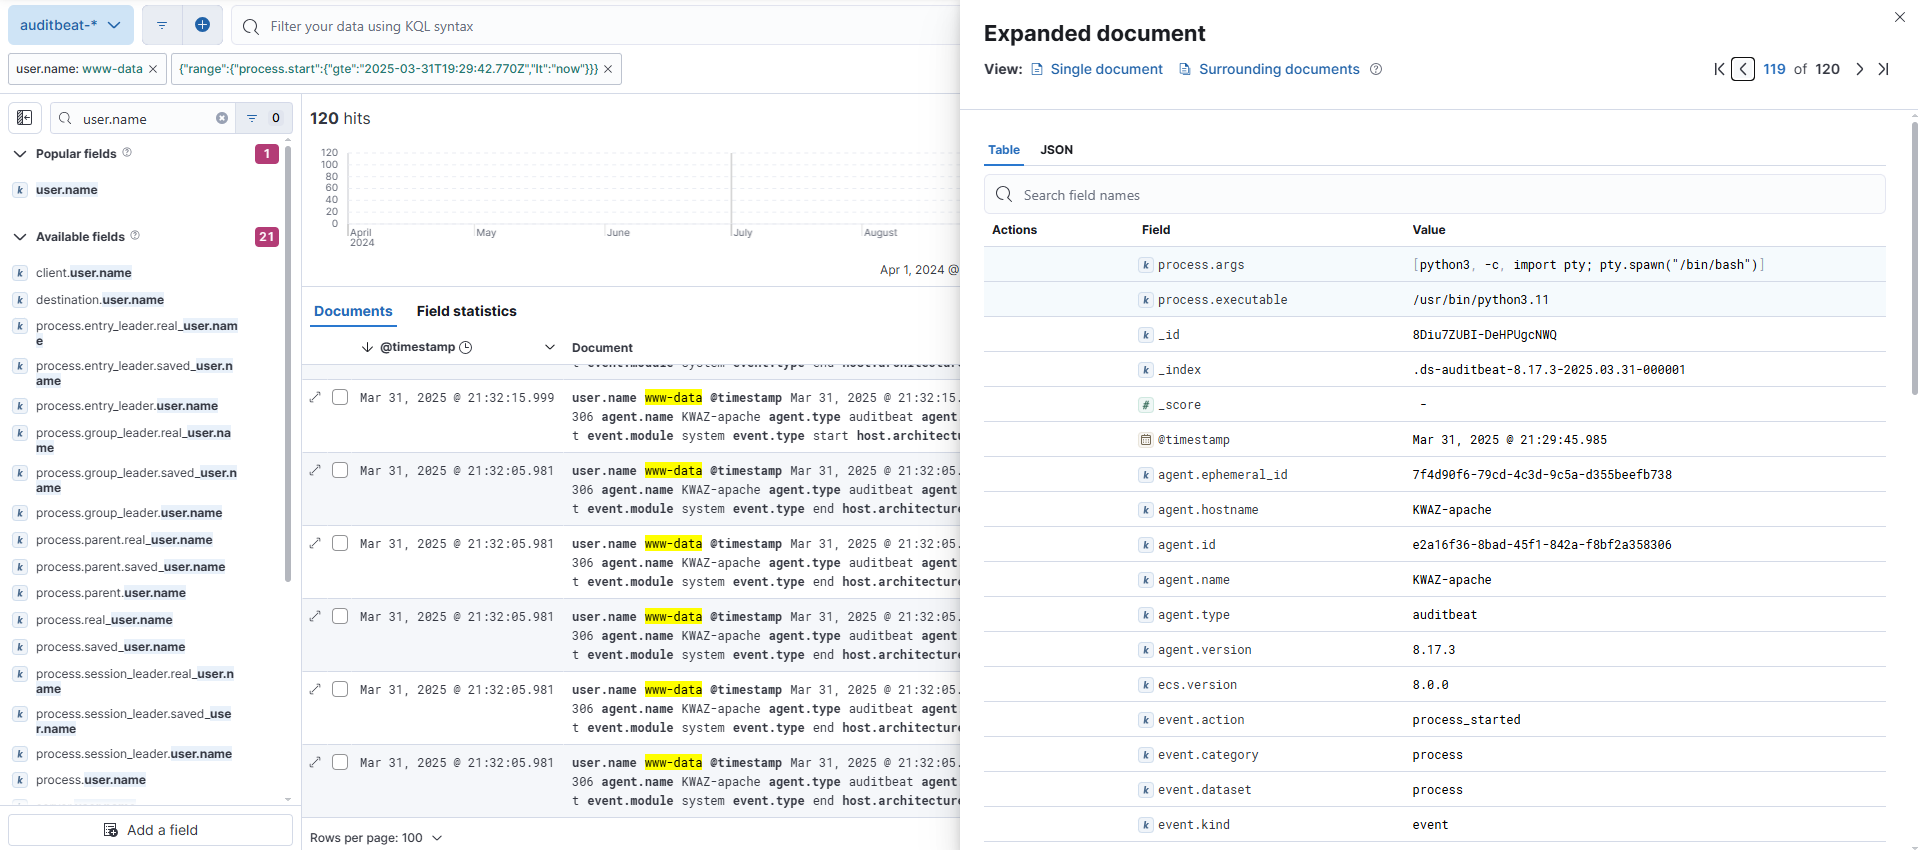 auditbeat-*
Filter your data using KQL syntax
user.name: www-data
{"range":{"process.start":{"gte":"2025-03-31T19:29:42.770Z","lt":"now"}}}
user.name
0
Popular fields
1
user.name
Available fields
21
client.user.name
destination.user.name
process.entry_leader.real_user.nam
e
process.entry_leader.saved_user.n
ame
process.entry_leader.user.name
process.group_leader.real_user.na
me
process.group_leader.saved_user.n
ame
process.group_leader.user.name
process.parent.real_user.name
process.parent.saved_user.name
process.parent.user.name
process.real_user.name
process.saved_user.name
process.session_leader.real_user.n
ame
process.session_leader.saved_use
r.name
process.session_leader.user.name
process.user.name
Add a field
120 hits
120
100
80
60
40
20
0
April
2024
May
June
July
August
Apr 1, 2024 @
Documents
Field statistics
@timestamp
Document
Mar 31, 2025 @ 21:32:15.999
user.name www-data @timestamp Mar 31, 2025 @ 21:32:15.
306 agent.name KWAZ-apache agent.type auditbeat agent
t event.module system event.type start host.architectu
Mar 31, 2025 @ 21:32:05.981
user.name www-data @timestamp Mar 31, 2025 @ 21:32:05.
306 agent.name KWAZ-apache agent.type auditbeat agent
t event.module system event.type end host.architecture
Mar 31, 2025 @ 21:32:05.981
user.name www-data @timestamp Mar 31, 2025 @ 21:32:05.
306 agent.name KWAZ-apache agent.type auditbeat agent
t event.module system event.type end host.architecture
Mar 31, 2025 @ 21:32:05.981
user.name www-data @timestamp Mar 31, 2025 @ 21:32:05.
306 agent.name KWAZ-apache agent.type auditbeat agent
t event.module system event.type end host.architecture
Mar 31, 2025 @ 21:32:05.981
user.name www-data @timestamp Mar 31, 2025 @ 21:32:05.
306 agent.name KWAZ-apache agent.type auditbeat agent
t event.module system event.type end host.architecture
Mar 31, 2025 @ 21:32:05.981
user.name www-data @timestamp Mar 31, 2025 @ 21:32:05.
306 agent.name KWAZ-apache agent.type auditbeat agent
t event.module system event.type end host.architecture
Rows per page: 100
Expanded document
View: Single document Surrounding documents
119 of 120
Table
JSON
Search field names
Actions Field Value
process.args [python3, -c, import pty; pty.spawn("/bin/bash")]
process.executable /usr/bin/python3.11
_id 8Diu7ZUBI-DeHPUgcNWQ
_index .ds-auditbeat-8.17.3-2025.03.31-000001
_score -
@timestamp Mar 31, 2025 @ 21:29:45.985
agent.ephemeral_id 7f4d90f6-79cd-4c3d-9c5a-d355beefb738
agent.hostname KWAZ-apache
agent.id e2a16f36-8bad-45f1-842a-f8bf2a358306
agent.name KWAZ-apache
agent.type auditbeat
agent.version 8.17.3
ecs.version 8.0.0
event.action process_started
event.category process
event.dataset process
event.kind event